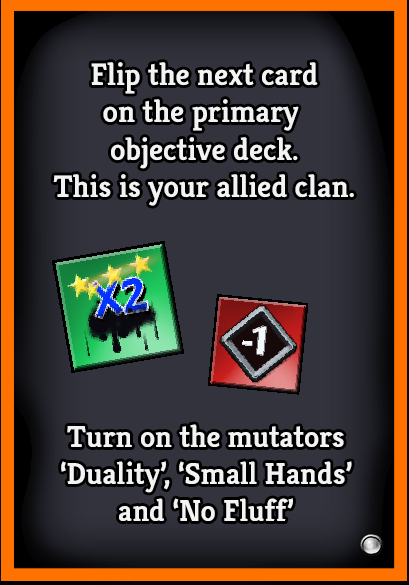 Flip the next card
on the primary
objective deck.
This is your allied clan.
X2
-1
Turn on the mutators
‘Duality’, ‘Small Hands’
and ‘No Fluff’